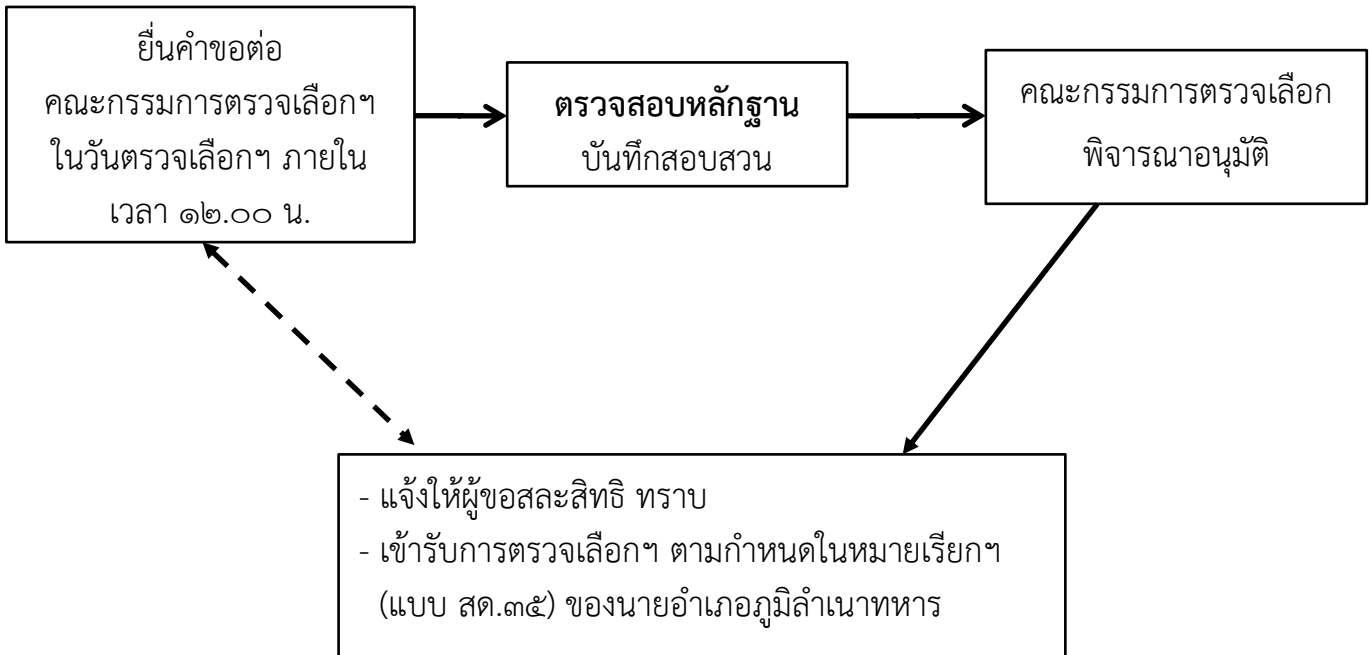 ยื่นคำขอต่อ
คณะกรรมการตรวจเลือกฯ
ในวันตรวจเลือกฯ ภายใน
เวลา ๑๒.๐๐ น.
ตรวจสอบหลักฐาน
บันทึกสอบสวน
คณะกรรมการตรวจเลือก
พิจารณาอนุมัติ
- แจ้งให้ผู้ขอสละสิทธิ ทราบ
- เข้ารับการตรวจเลือกฯ ตามกำหนดในหมายเรียกฯ
(แบบ สด.๓๕) ของนายอำเภอภูมิลำเนาทหาร